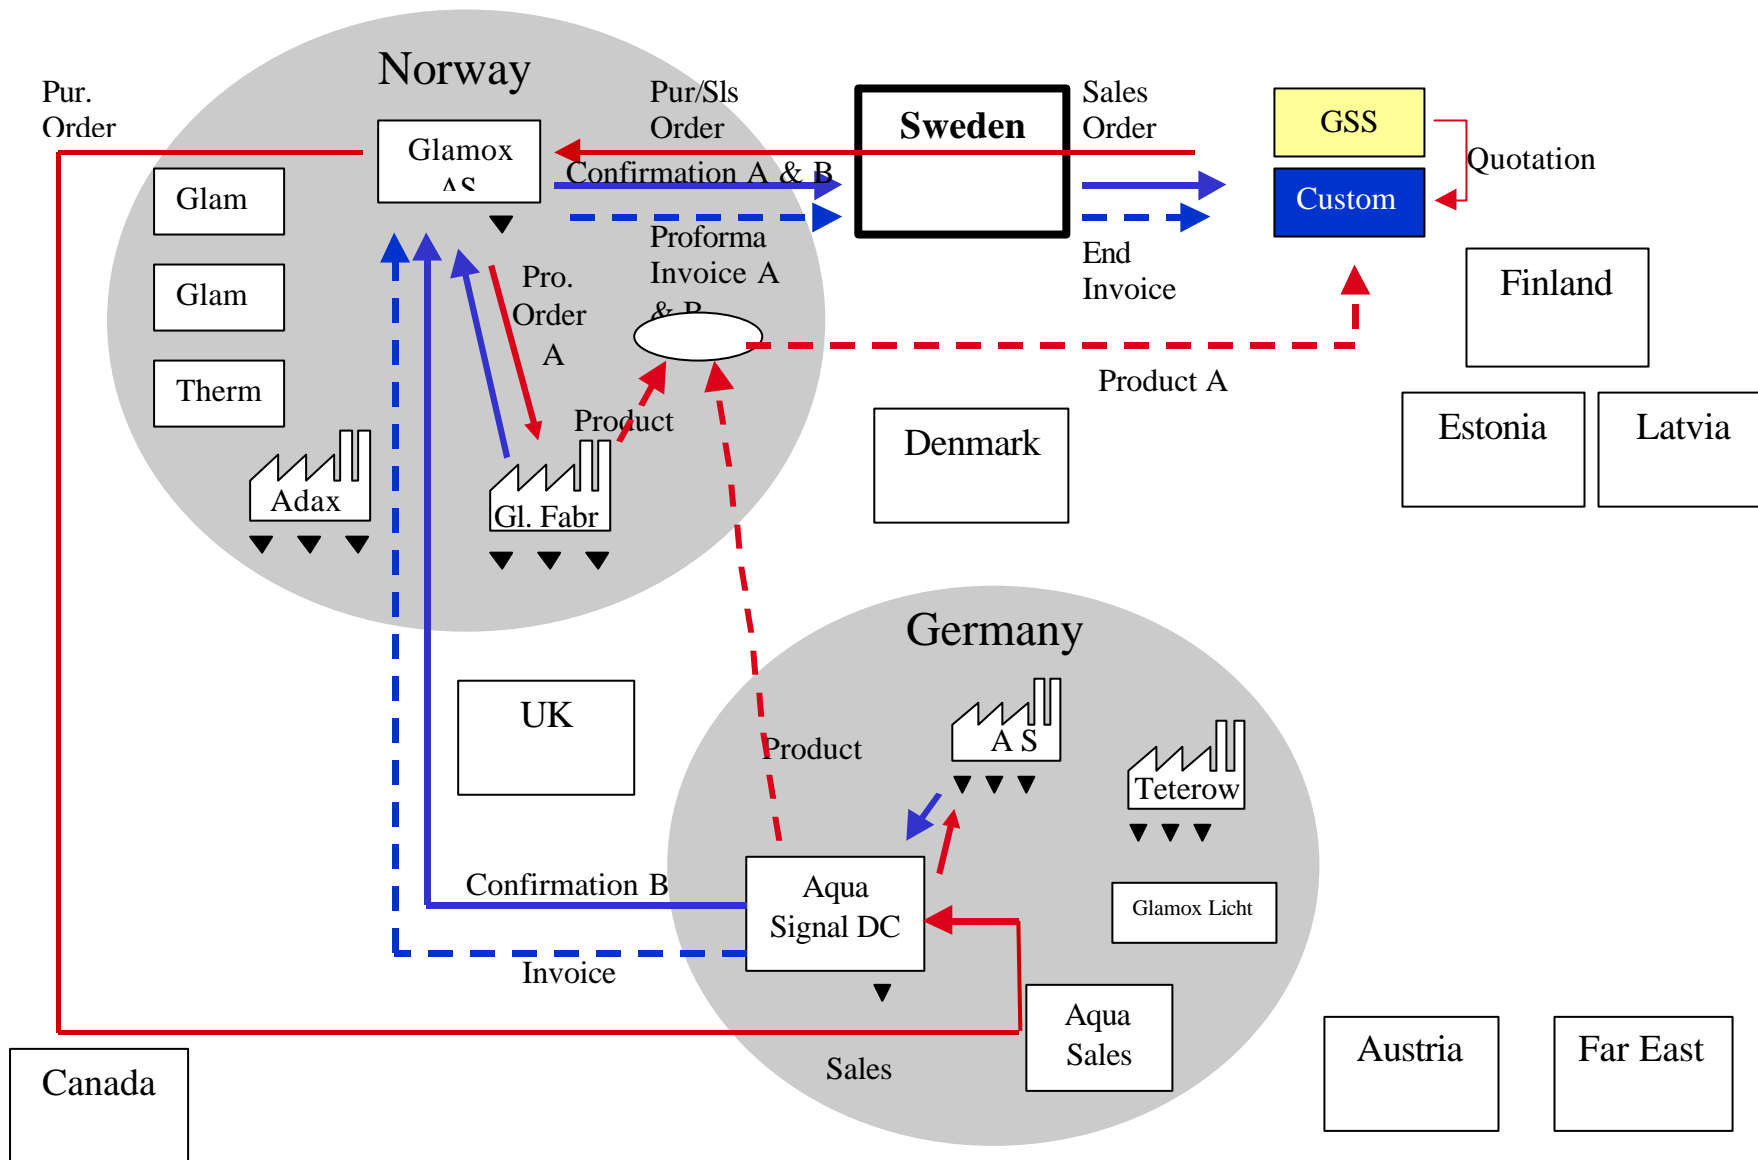 Norway
Pur.
Order
Pur/Sls
Order
Sweden
Sales
Order
GSS
Quotation
Glamox
AS
Confirmation A & B
Custom
Glam
Proforma
Invoice A
& B
End
Invoice
Pro.
Order
A
Glam
Finland
Therm
Product A
Product
Denmark
Estonia
Latvia
Adax
Gl. Fabr
Germany
UK
Product
A S
Teterow
Confirmation B
Aqua
Signal DC
Glamox Licht
Invoice
Aqua
Sales
Sales
Austria
Far East
Canada